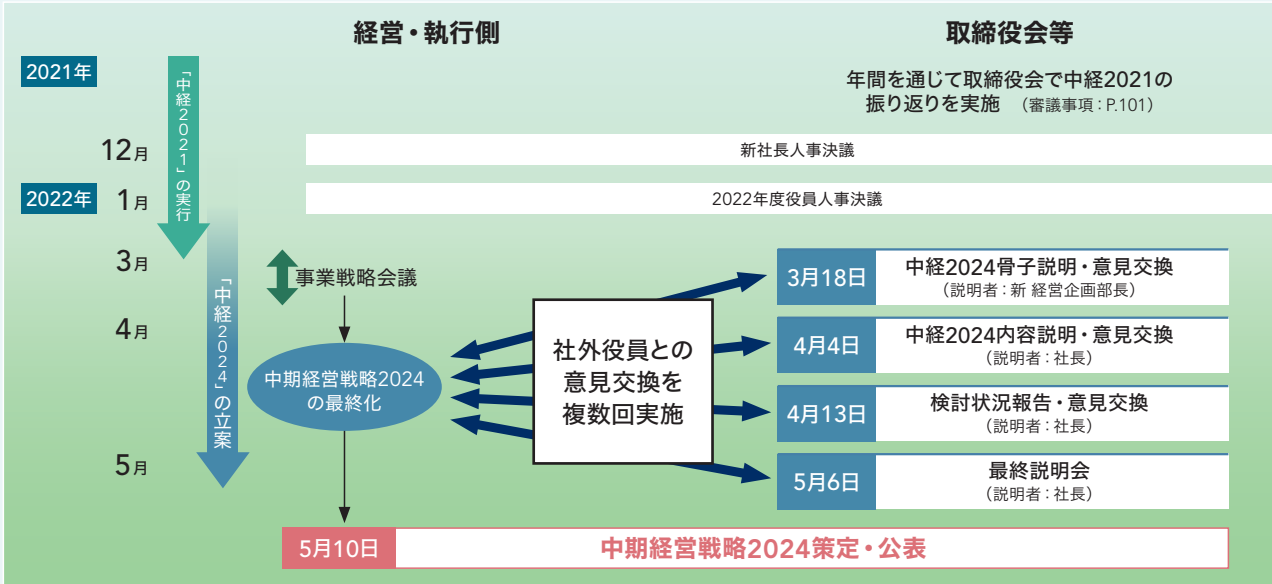 経営・執行側
取締役会等
2021年
「中経2021」の実行
年間を通じて取締役会で中経2021の
振り返りを実施 (審議事項:P.101)
12月
新社長人事決議
2022年
1月
2022年度役員人事決議
「中経2024」の立案
3月
事業戦略会議
3月18日
中経2024骨子説明・意見交換
(説明者:新 経営企画部長)
4月
中期経営戦略2024
の最終化
社外役員との
意見交換を
複数回実施
4月4日
中経2024内容説明・意見交換
(説明者:社長)
4月13日
検討状況報告・意見交換
(説明者:社長)
5月
5月6日
最終説明会
(説明者:社長)
5月10日
中期経営戦略2024策定・公表